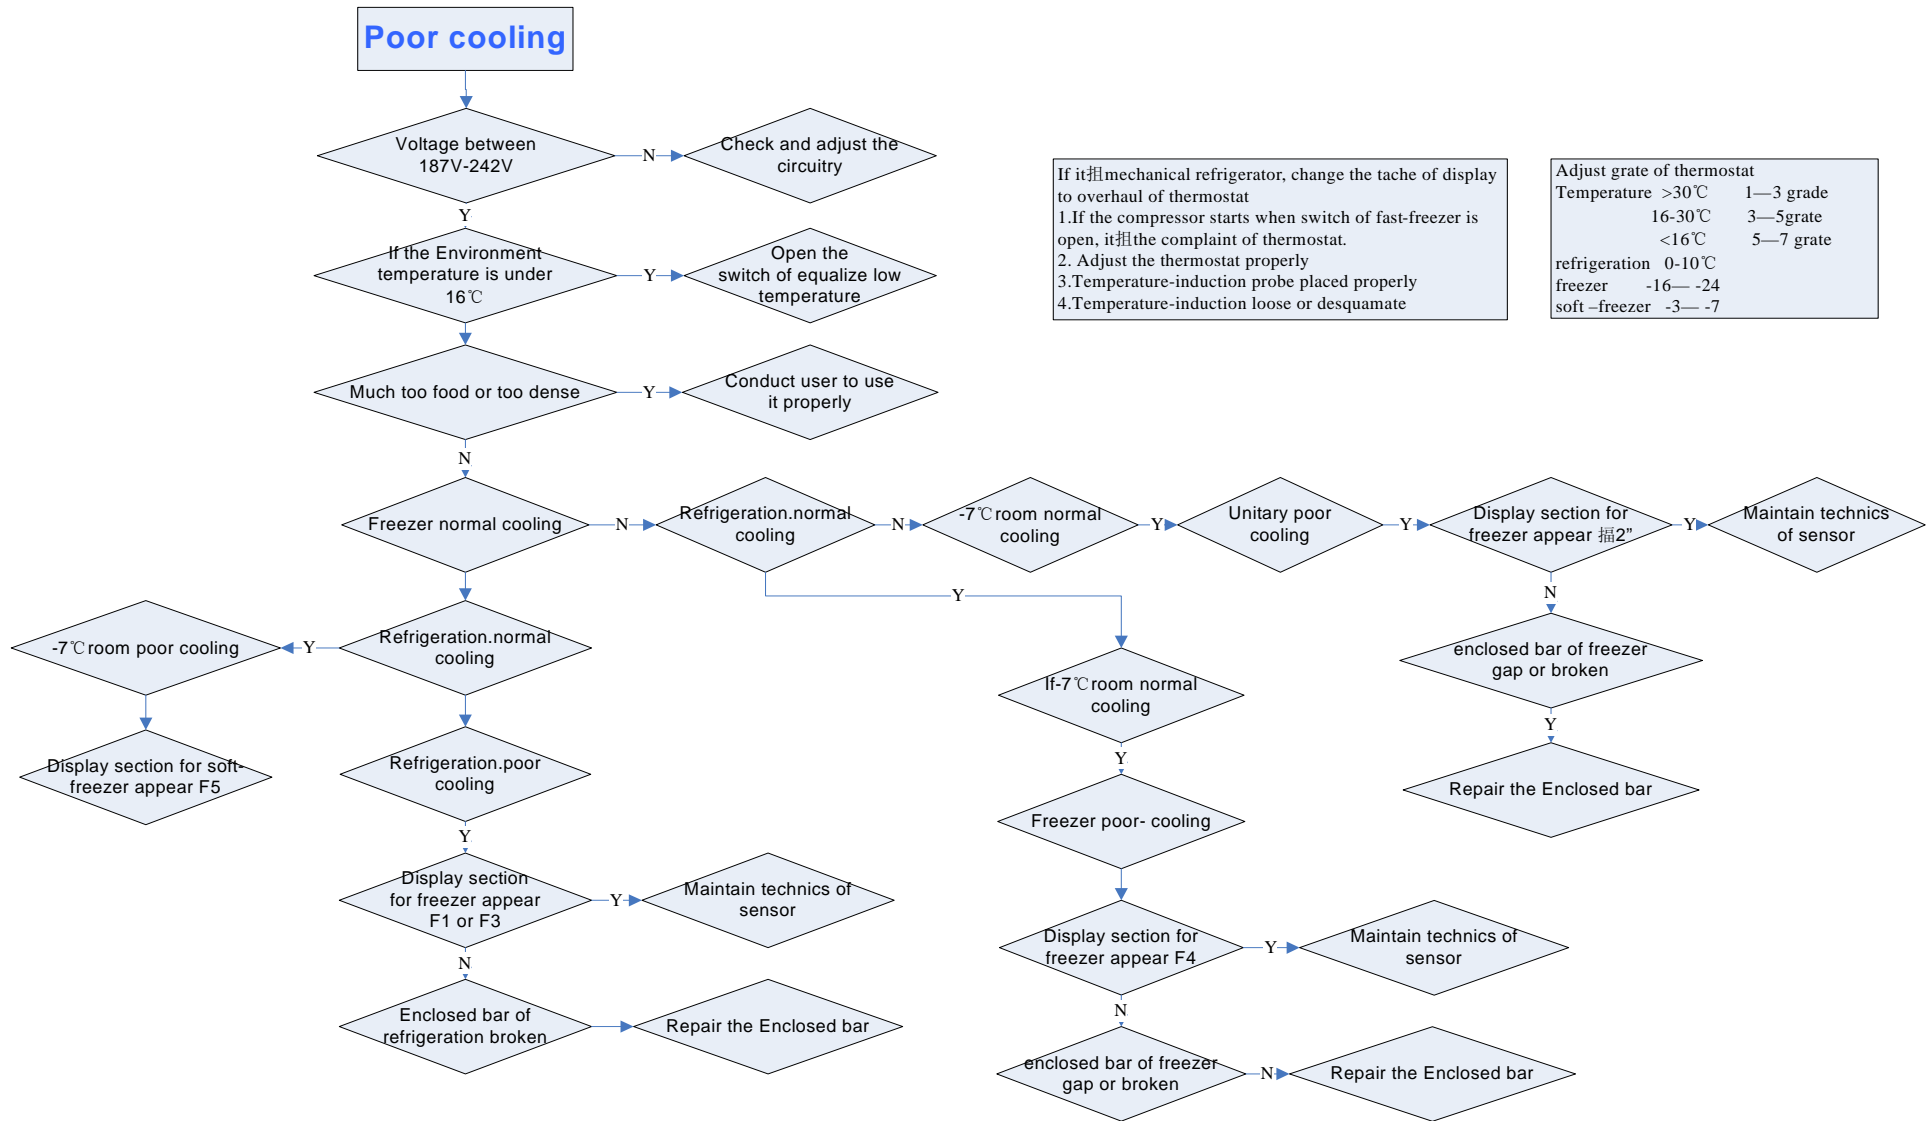 Poor cooling
Voltage between
187V-242V
N
Check and adjust the
circuitry
Y
If the Environment
temperature is under
16℃
Y
Open the
switch of equalize low
temperature
Much too food or too dense
Y
Conduct user to use
it properly
N
If it担mechanical refrigerator, change the tache of display
to overhaul of thermostat
1.If the compressor starts when switch of fast-freezer is
open, it担the complaint of thermostat.
2. Adjust the thermostat properly
3.Temperature-induction probe placed properly
4.Temperature-induction loose or desquamate
Adjust grate of thermostat
Temperature >30℃ 1—3 grade
16-30℃ 3—5grate
<16℃ 5—7 grate
refrigeration 0-10℃
freezer -16— -24
soft –freezer -3— -7
Freezer normal cooling
N
Refrigeration.normal
cooling
N
-7℃room normal
cooling
Y
Unitary poor
cooling
Y
Display section for
freezer appear 揊2”
Y
Maintain technics
of sensor
N
enclosed bar of freezer
gap or broken
Y
Repair the Enclosed bar
Y
If-7℃room normal
cooling
Y
Freezer poor- cooling
Display section for
freezer appear F4
Y
Maintain technics of
sensor
N
enclosed bar of freezer
gap or broken
N
Repair the Enclosed bar
Refrigeration.normal
cooling
Y
-7℃room poor cooling
Display section for soft-
freezer appear F5
Refrigeration.poor
cooling
Y
Display section
for freezer appear
F1 or F3
Y
Maintain technics of
sensor
N
Enclosed bar of
refrigeration broken
Repair the Enclosed bar